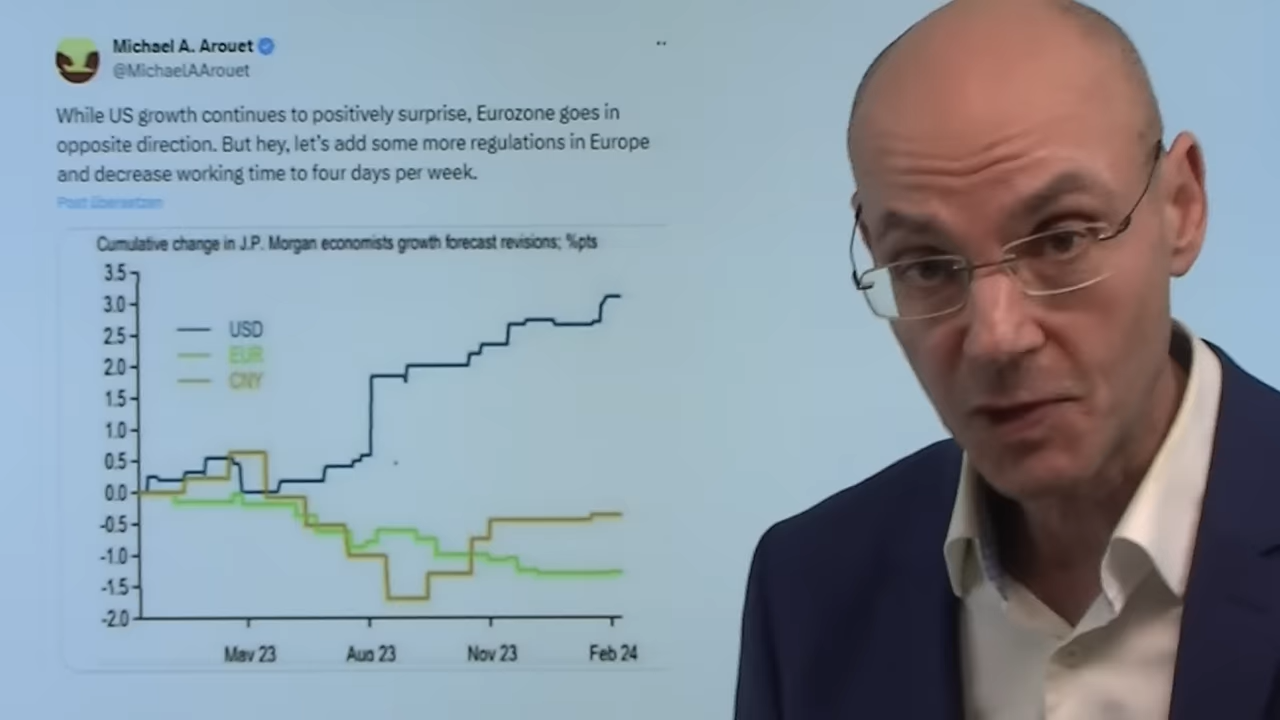 Michael A. Arouet
@MichaelAArouet
While US growth continues to positively surprise, Eurozone goes in
opposite direction. But hey, let's add some more regulations in Europe
and decrease working time to four days per week.
Post übersetzen
Cumulative change in J.P. Morgan economists growth forecast revisions; %pts
3.5
3.0
2.5
2.0
1.5
1.0
0.5
0.0
-0.5
-1.0
-1.5
-2.0
USD
EUR
CNY
May 23
Aug 23
Nov 23
Feb 24